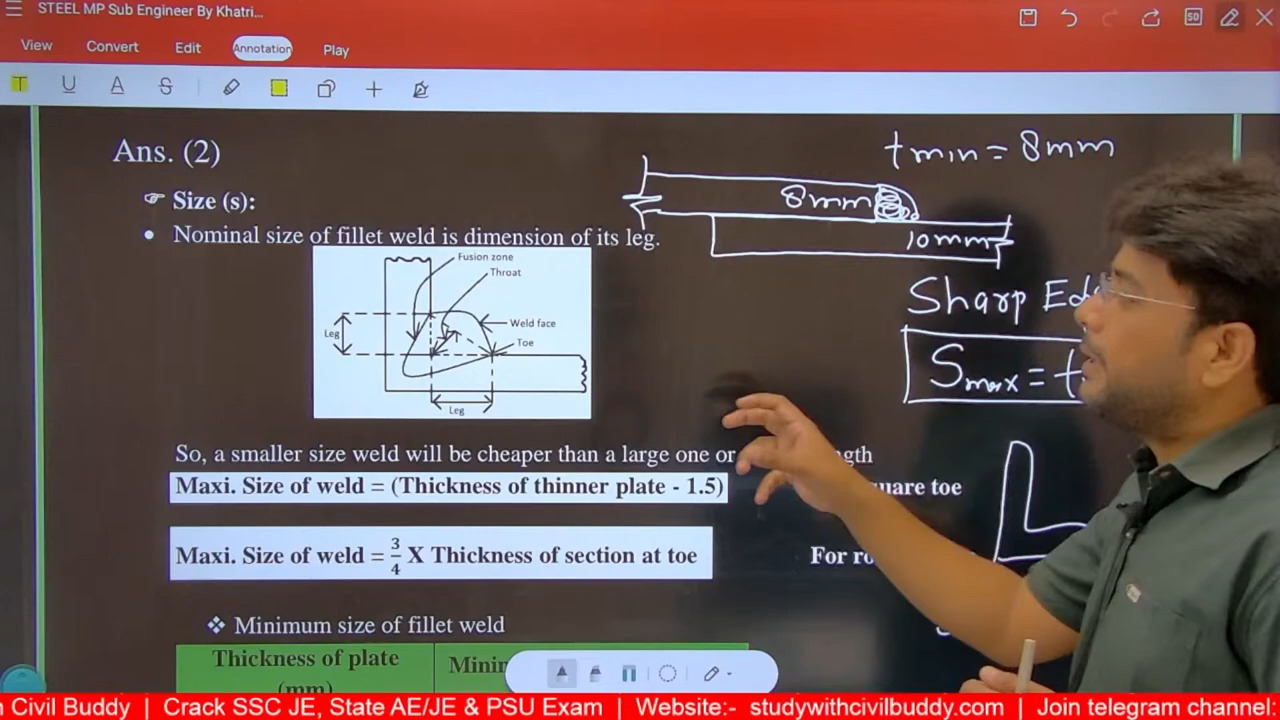 STEEL MP Sub Engineer By Khatri...
50
View Convert Edit Annotation Play
T U A S
Ans. (2)
tmin = 8mm
Size (s):
8mm
Nominal size of fillet weld is dimension of its leg.
10mm
Fusion zone
Throat
Leg
Weld face
Toe
Leg
Sharp
Smax = t
So, a smaller size weld will be cheaper than a large one or
Maxi. Size of weld = (Thickness of thinner plate - 1.5)
toe
Maxi. Size of weld = 3/4 X Thickness of section at toe
For
Minimum size of fillet weld
Thickness of plate
(mm)
Civil Buddy | Crack SSC JE, State AE/JE & PSU Exam | Website:- studywithcivilbuddy.com | Join telegram channel: